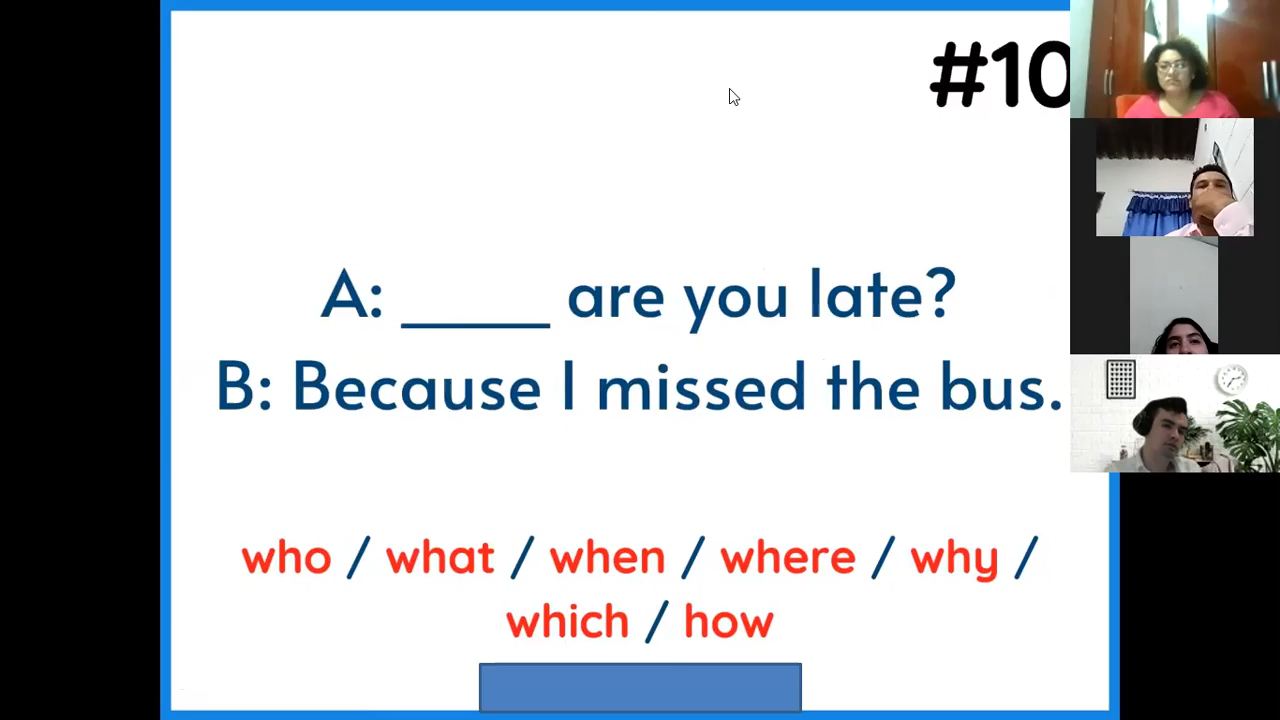 #10
A: _____ are you late?
B: Because I missed the bus.
who / what / when / where / why /
which / how